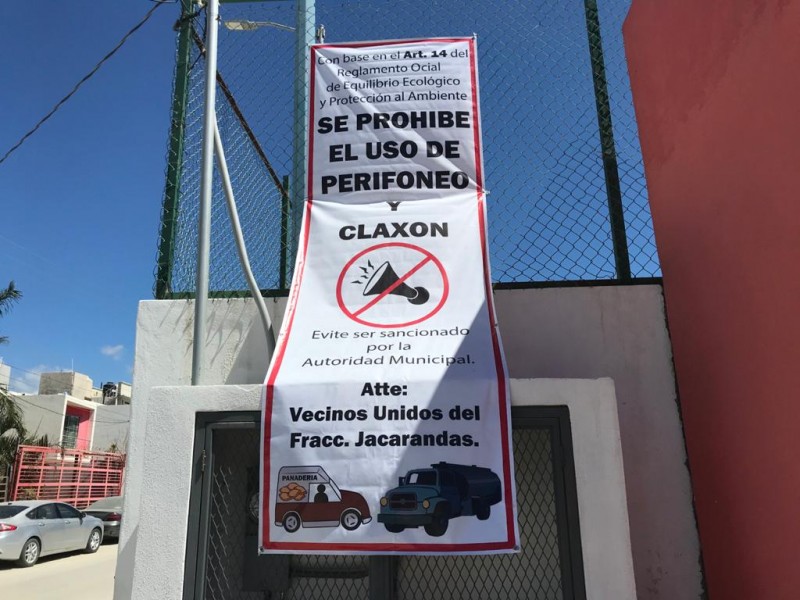 Con base en el Art. 14 del
Reglamento Ocial
de Equilibrio Ecológico
y Protección al Ambiente
SE PROHIBE
EL USO DE
PERIFONEO
Y
CLAXON
Evite ser sancionado
por la
Autoridad Municipal.
Atte:
Vecinos Unidos del
Fracc. Jacarandas.
PANADERIA